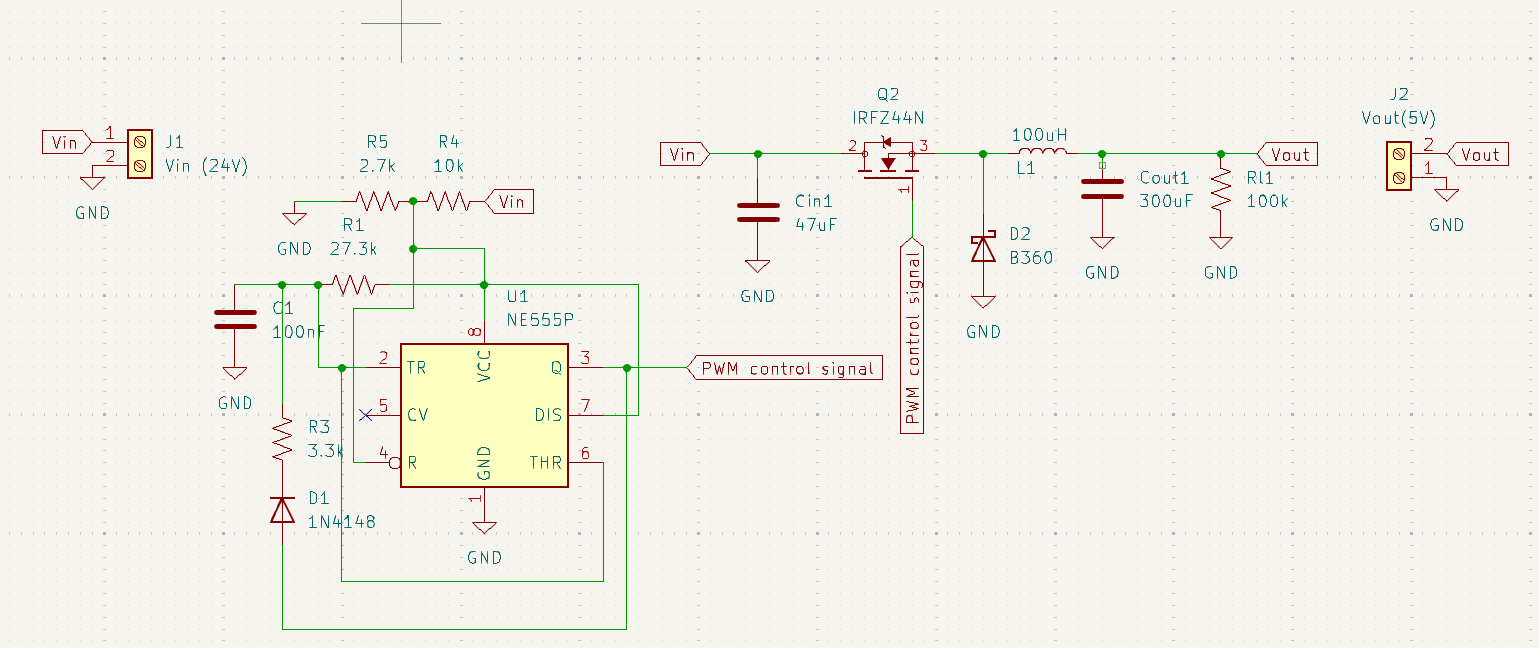 Vin
1
2
J1
Vin (24V)
GND
R5
2.7k
R4
10k
Vin
GND
R1
27.3k
C1
100nF
GND
U1
NE555P
8
VCC
2
TR
Q
3
5
CV
DIS
7
4
R
GND
THR
6
1
GND
R3
3.3k
D1
1N4148
PWM control signal
Vin
Cin1
47uF
GND
Q2
IRFZ44N
2
3
1
PWM control signal
D2
B360
GND
100uH
L1
Cout1
300uF
GND
Rl1
100k
GND
Vout
J2
Vout(5V)
2
Vout
1
GND